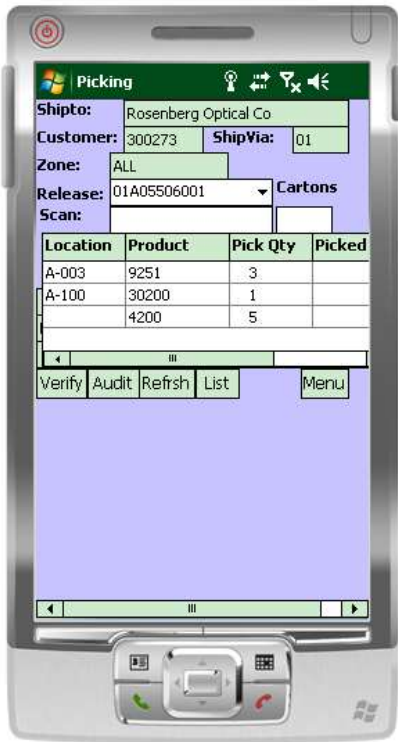 Picking
Shipto: Rosenberg Optical Co
Customer: 300273 ShipVia: 01
Zone: ALL
Release: 01A05506001 Cartons
Scan:
Location Product Pick Qty Picked
A-003 9251 3
A-100 30200 1
4200 5
Verify Audit Refrsh List Menu